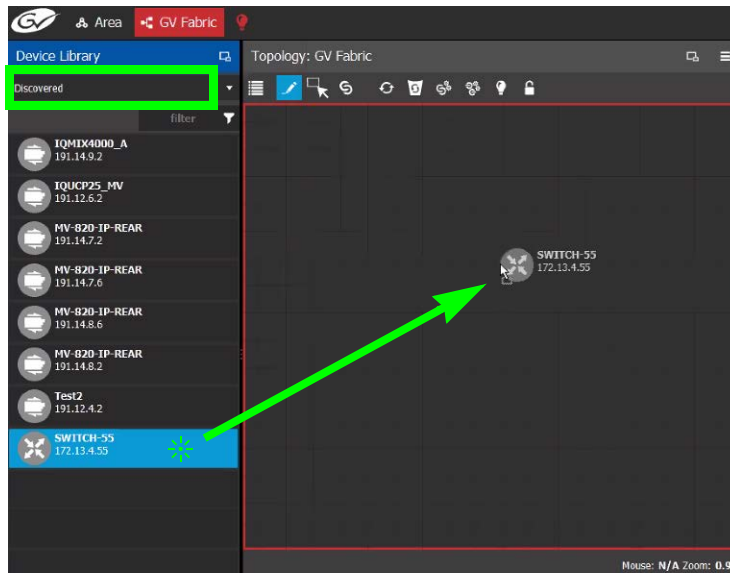 GV Area GV Fabric
Device Library
Topology: GV Fabric
Discovered
filter
IQMIX4000_A
191.14.9.2
IQUCP25_MV
191.12.6.2
MV-820-IP-REAR
191.14.7.2
MV-820-IP-REAR
191.14.7.6
MV-820-IP-REAR
191.14.8.6
MV-820-IP-REAR
191.14.8.2
Test2
191.12.4.2
SWITCH-55
172.13.4.55
SWITCH-55
172.13.4.55
Mouse: N/A Zoom: 0.9